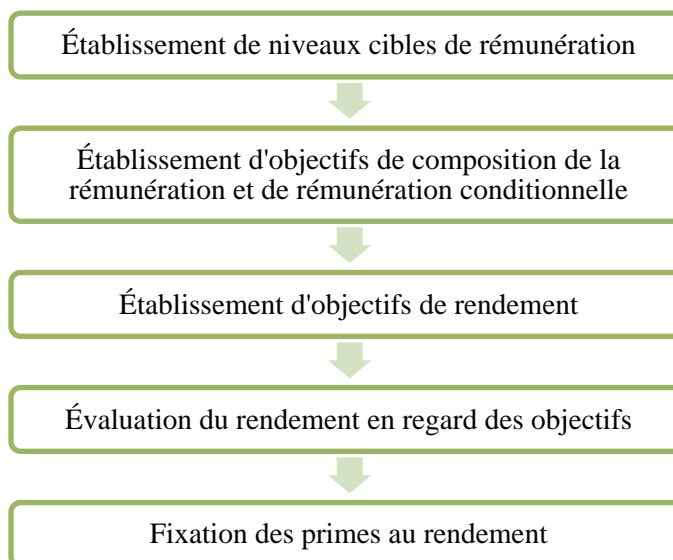 Établissement de niveaux cibles de rémunération
Établissement d'objectifs de composition de la
rémunération et de rémunération conditionnelle
Établissement d'objectifs de rendement
Évaluation du rendement en regard des objectifs
Fixation des primes au rendement